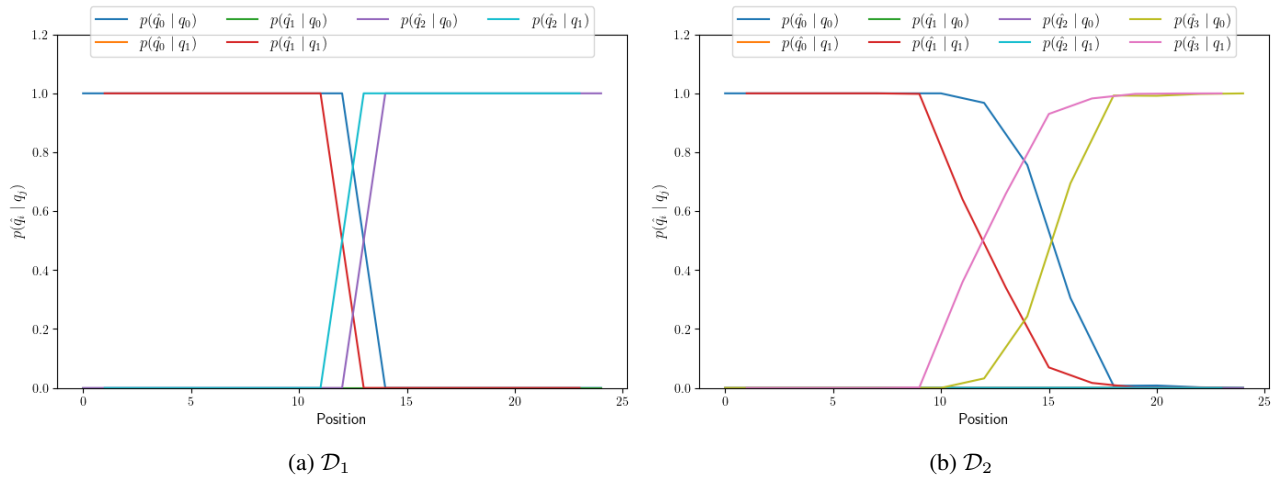 p(q̂₀ | q₀) p(q̂₁ | q₀) p(q̂₂ | q₀) p(q̂₂ | q₁)
p(q̂₀ | q₁) p(q̂₁ | q₁)
1.2
1.0
0.8
0.6
0.4
0.2
0.0
p(q̂ᵢ | qⱼ)
0 5 10 15 20 25
Position
(a) 𝒟₁
p(q̂₀ | q₀) p(q̂₁ | q₀) p(q̂₂ | q₀) p(q̂₃ | q₀)
p(q̂₀ | q₁) p(q̂₁ | q₁) p(q̂₂ | q₁) p(q̂₃ | q₁)
1.2
1.0
0.8
0.6
0.4
0.2
0.0
p(q̂ᵢ | qⱼ)
0 5 10 15 20 25
Position
(b) 𝒟₂